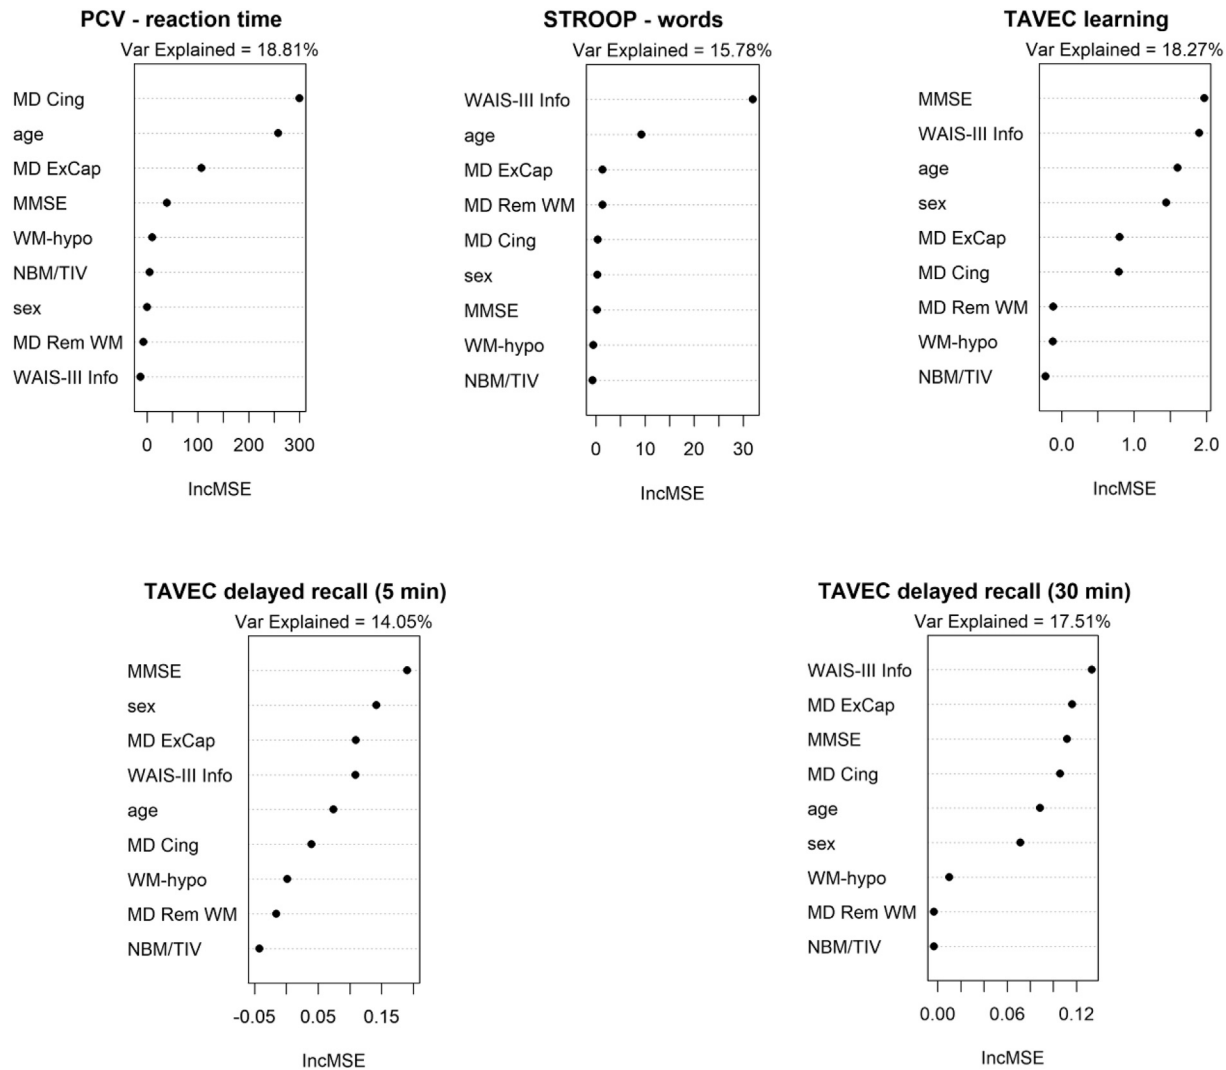 PCV - reaction time
Var Explained = 18.81%
MD Cing
age
MD ExCap
MMSE
WM-hypo
NBM/TIV
sex
MD Rem WM
WAIS-III Info
0 100 200 300
IncMSE
STROOP - words
Var Explained = 15.78%
WAIS-III Info
age
MD ExCap
MD Rem WM
MD Cing
sex
MMSE
WM-hypo
NBM/TIV
0 10 20 30
IncMSE
TAVEC learning
Var Explained = 18.27%
MMSE
WAIS-III Info
age
sex
MD ExCap
MD Cing
MD Rem WM
WM-hypo
NBM/TIV
0.0 1.0 2.0
IncMSE
TAVEC delayed recall (5 min)
Var Explained = 14.05%
MMSE
sex
MD ExCap
WAIS-III Info
age
MD Cing
WM-hypo
MD Rem WM
NBM/TIV
-0.05 0.05 0.15
IncMSE
TAVEC delayed recall (30 min)
Var Explained = 17.51%
WAIS-III Info
MD ExCap
MMSE
MD Cing
age
sex
WM-hypo
MD Rem WM
NBM/TIV
0.00 0.06 0.12
IncMSE